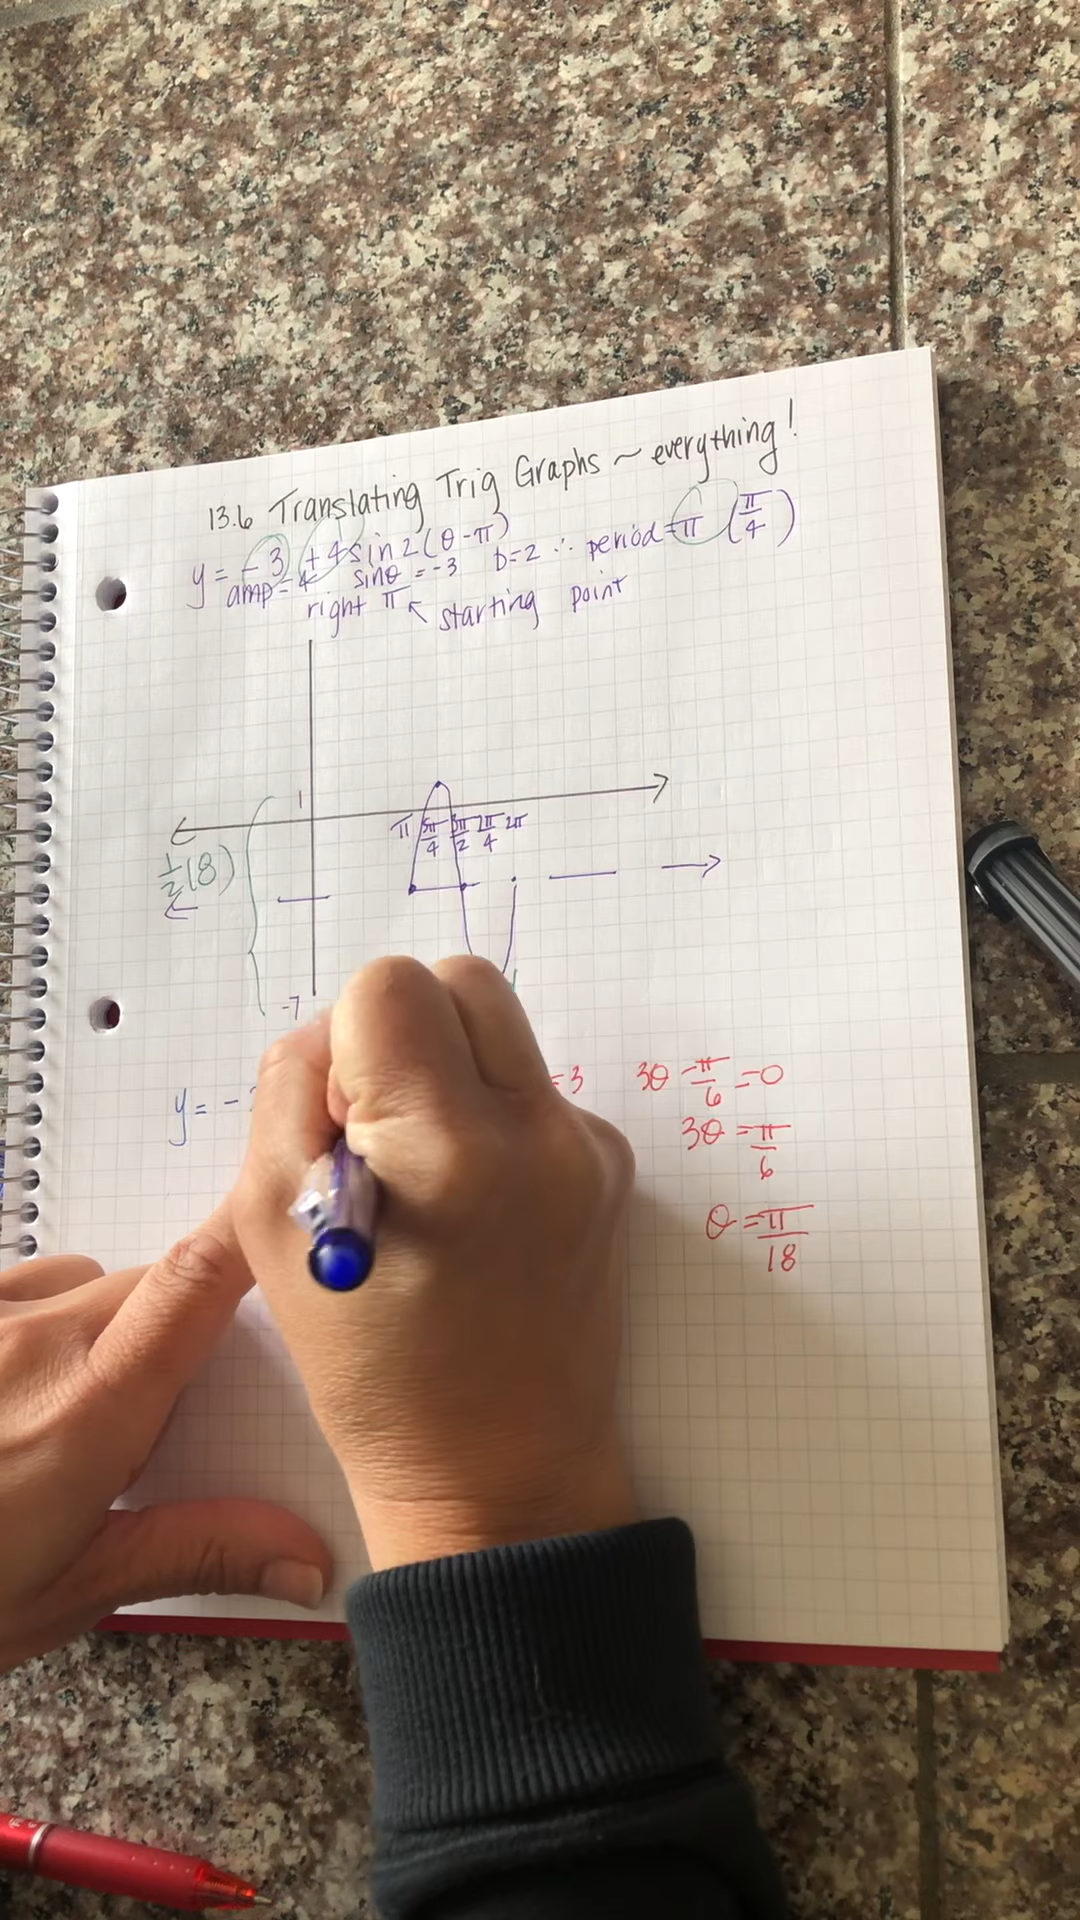 13.6 Translating Trig Graphs ~ everything!
y = -3 + 4 sin 2(θ - π) b=2 ∴ period = π (π/4)
amp = 4 sinθ = -3
right π ← starting point
1
π 5π/4 3π/2 7π/4 2π
1/2(8)
-7
y = -
=3
3θ - π/6 = 0
3θ = π/6
θ = π/18